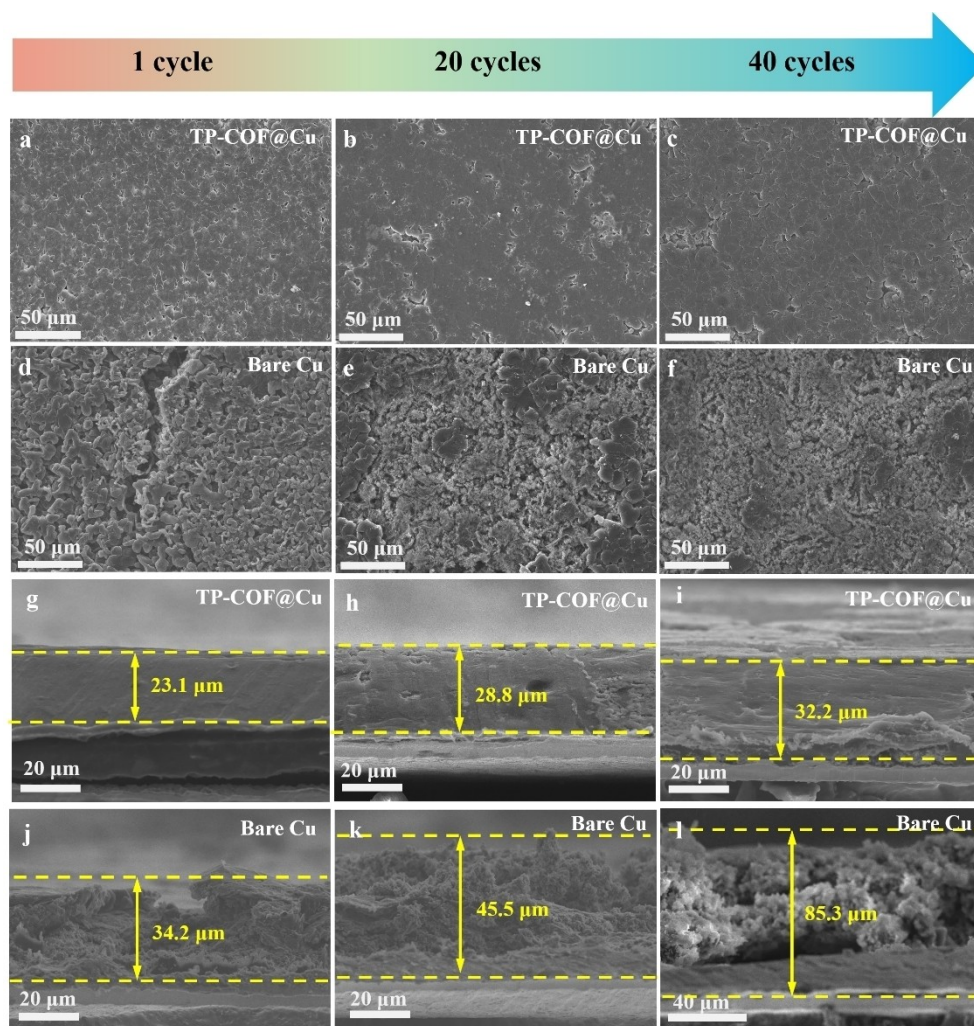 1 cycle
20 cycles
40 cycles
a
TP-COF@Cu
50 µm
b
TP-COF@Cu
50 µm
c
TP-COF@Cu
50 µm
d
Bare Cu
50 µm
e
Bare Cu
50 µm
f
Bare Cu
50 µm
g
TP-COF@Cu
23.1 µm
20 µm
h
TP-COF@Cu
28.8 µm
20 µm
i
TP-COF@Cu
32.2 µm
20 µm
j
Bare Cu
34.2 µm
20 µm
k
Bare Cu
45.5 µm
20 µm
l
Bare Cu
85.3 µm
40 µm